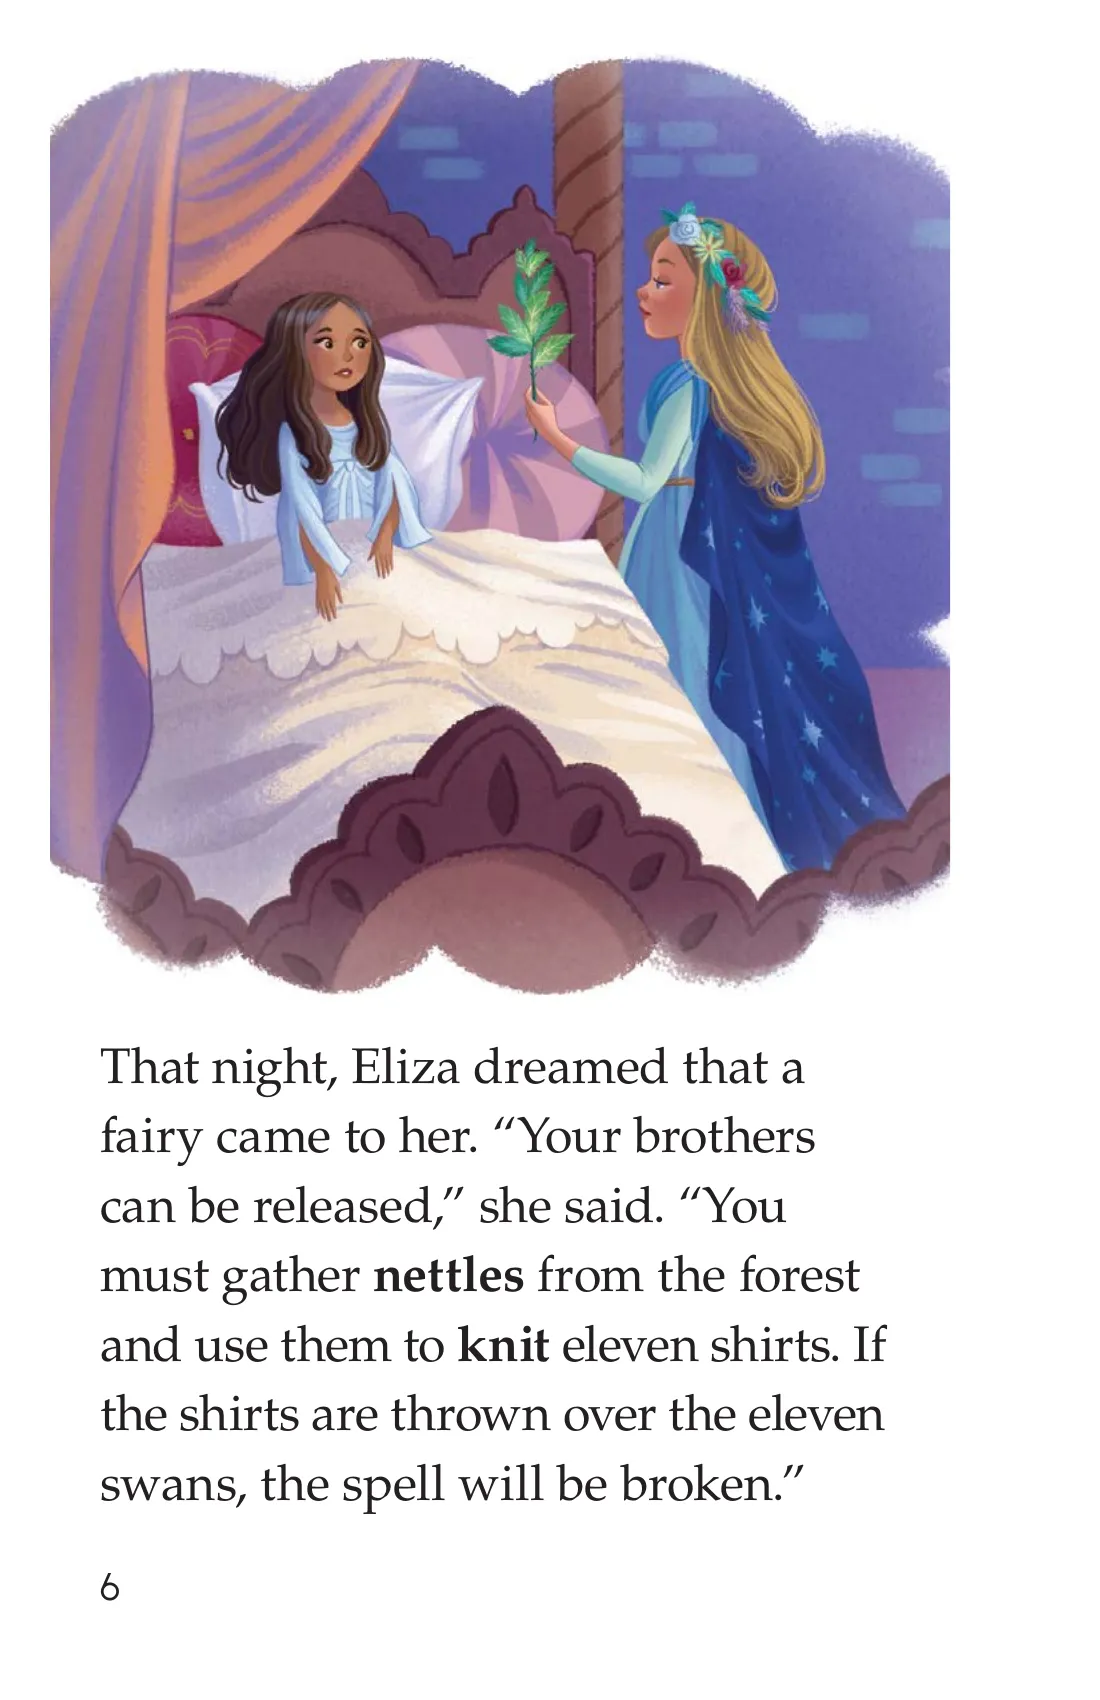 That night, Eliza dreamed that a
fairy came to her. “Your brothers
can be released,” she said. “You
must gather nettles from the forest
and use them to knit eleven shirts. If
the shirts are thrown over the eleven
swans, the spell will be broken.”
6